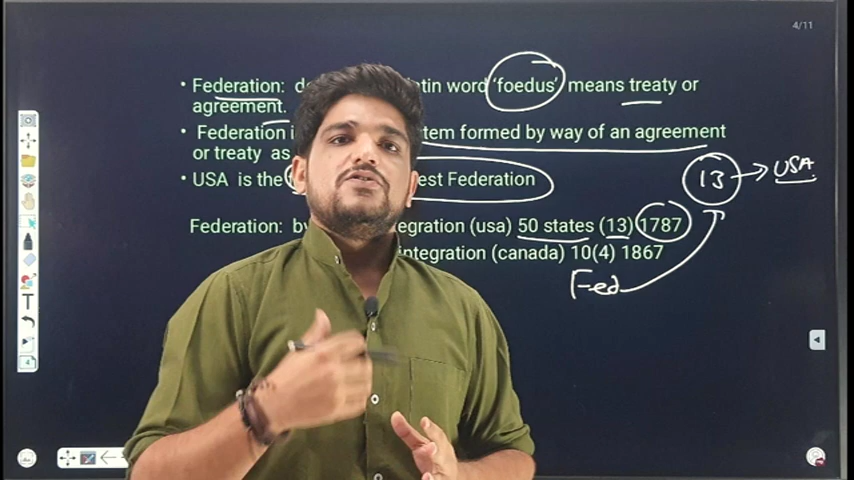 4/11
• Federation: d tin word 'foedus' means treaty or
agreement.
• Federation i tem formed by way of an agreement
or treaty as
• USA is the est Federation
13 → USA
Federation: by egration (usa) 50 states (13) 1787
integration (canada) 10(4) 1867
Fed
T